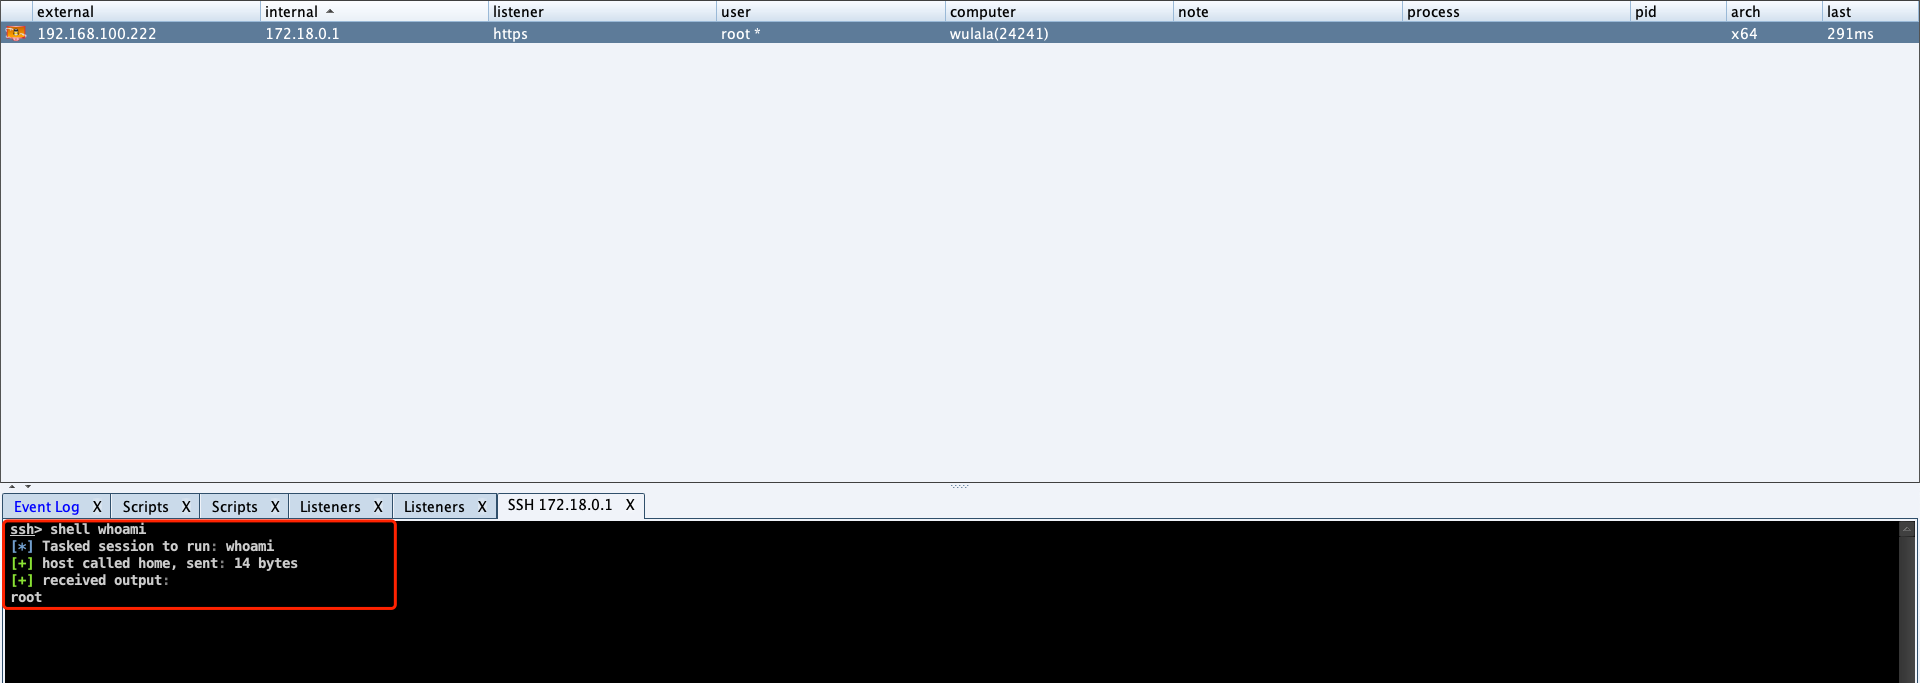 external internal listener user computer note process pid arch last
192.168.100.222 172.18.0.1 https root * wulala(24241) x64 291ms
Event Log X Scripts X Scripts X Listeners X Listeners X SSH 172.18.0.1 X
ssh> shell whoami
[*] Tasked session to run: whoami
[+] host called home, sent: 14 bytes
[+] received output:
root